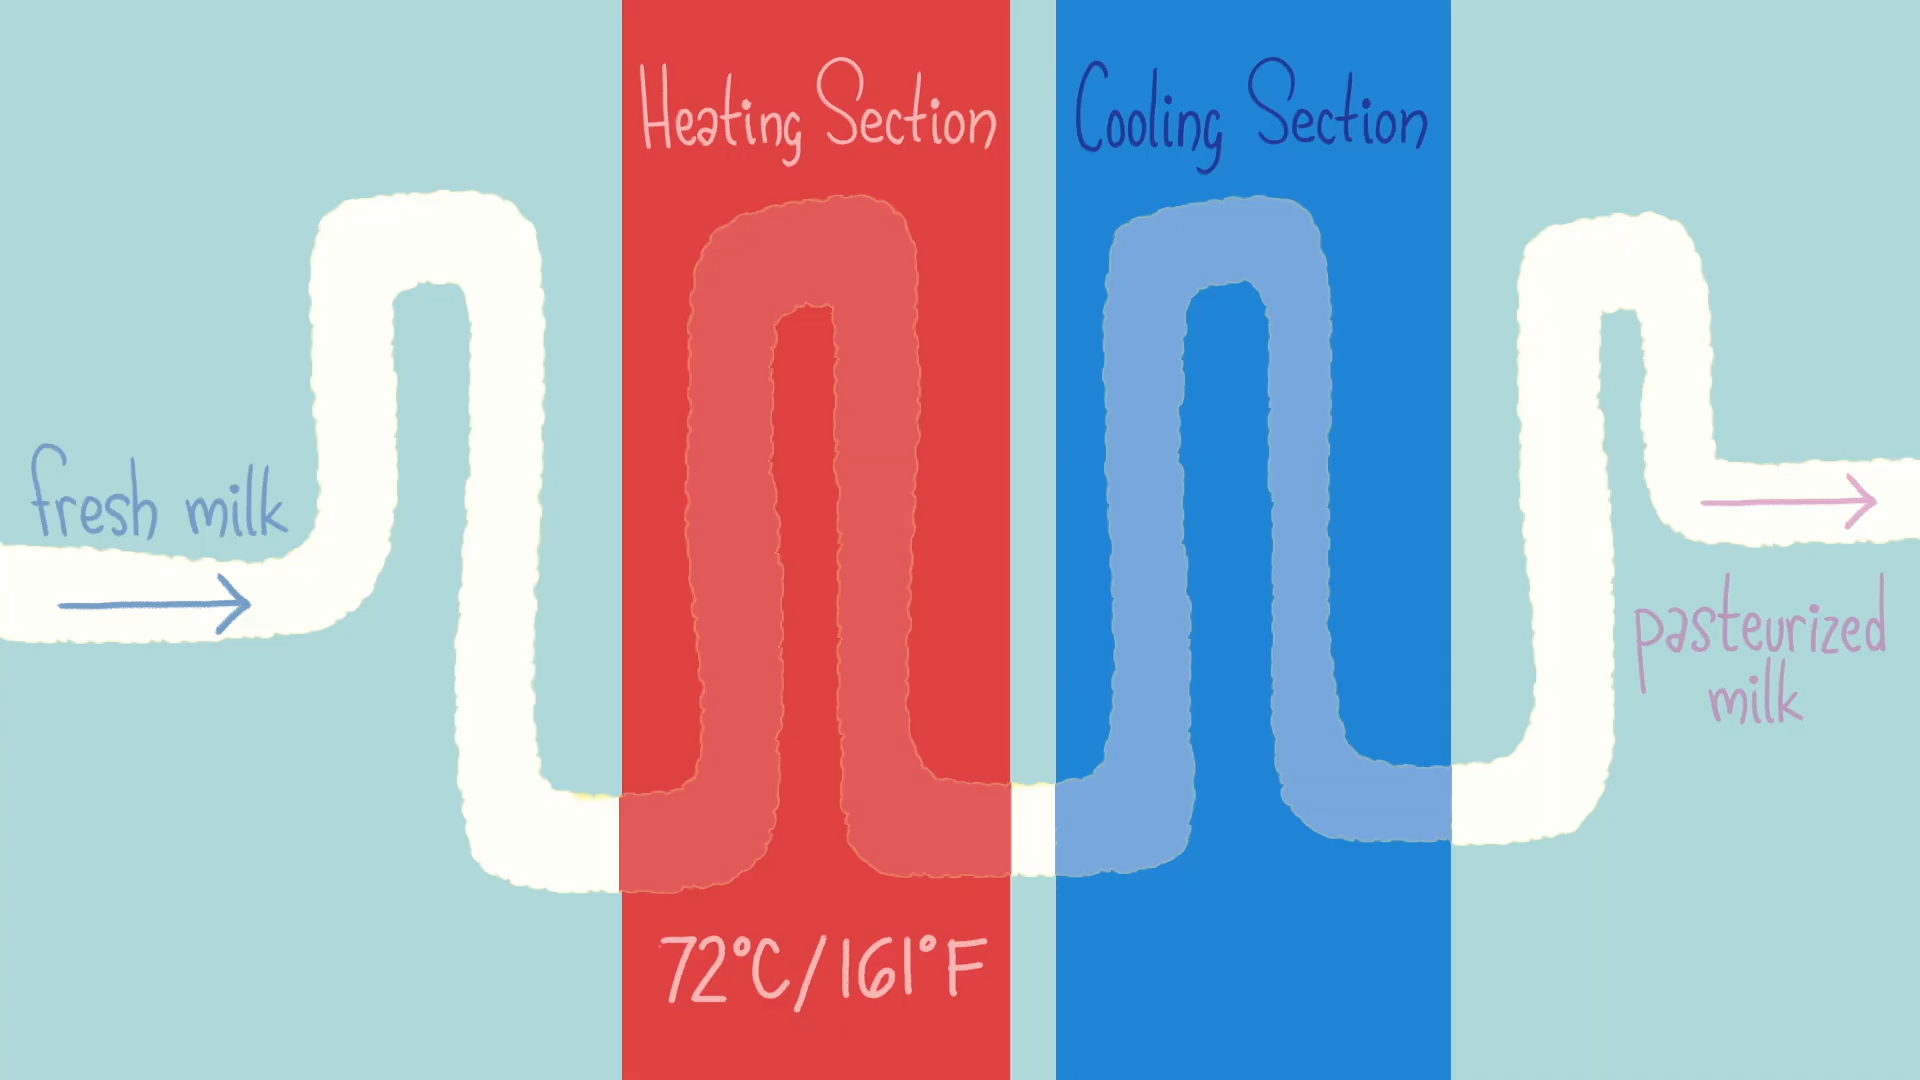 Heating Section
Cooling Section
fresh milk
pasteurized
milk
72°C/161°F